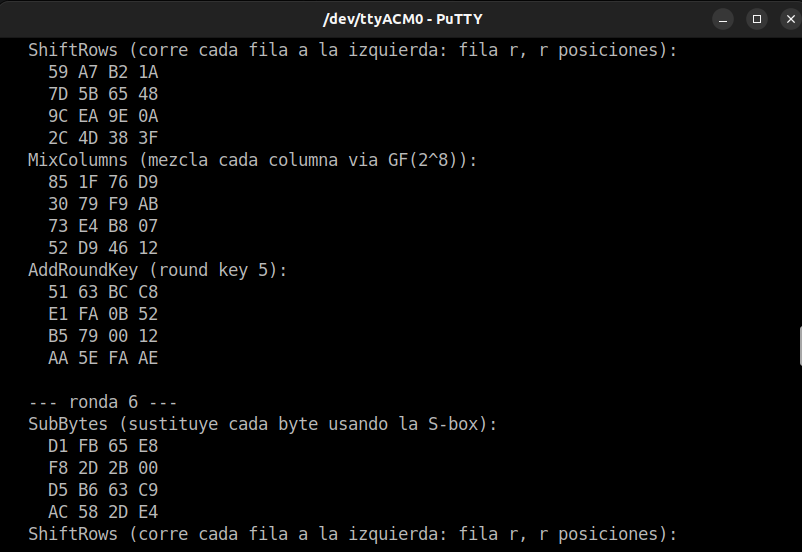 /dev/ttyACM0 - PuTTY
ShiftRows (corre cada fila a la izquierda: fila r, r posiciones):
59 A7 B2 1A
7D 5B 65 48
9C EA 9E 0A
2C 4D 38 3F
MixColumns (mezcla cada columna via GF(2^8)):
85 1F 76 D9
30 79 F9 AB
73 E4 B8 07
52 D9 46 12
AddRoundKey (round key 5):
51 63 BC C8
E1 FA 0B 52
B5 79 00 12
AA 5E FA AE
--- ronda 6 ---
SubBytes (sustituye cada byte usando la S-box):
D1 FB 65 E8
F8 2D 2B 00
D5 B6 63 C9
AC 58 2D E4
ShiftRows (corre cada fila a la izquierda: fila r, r posiciones):